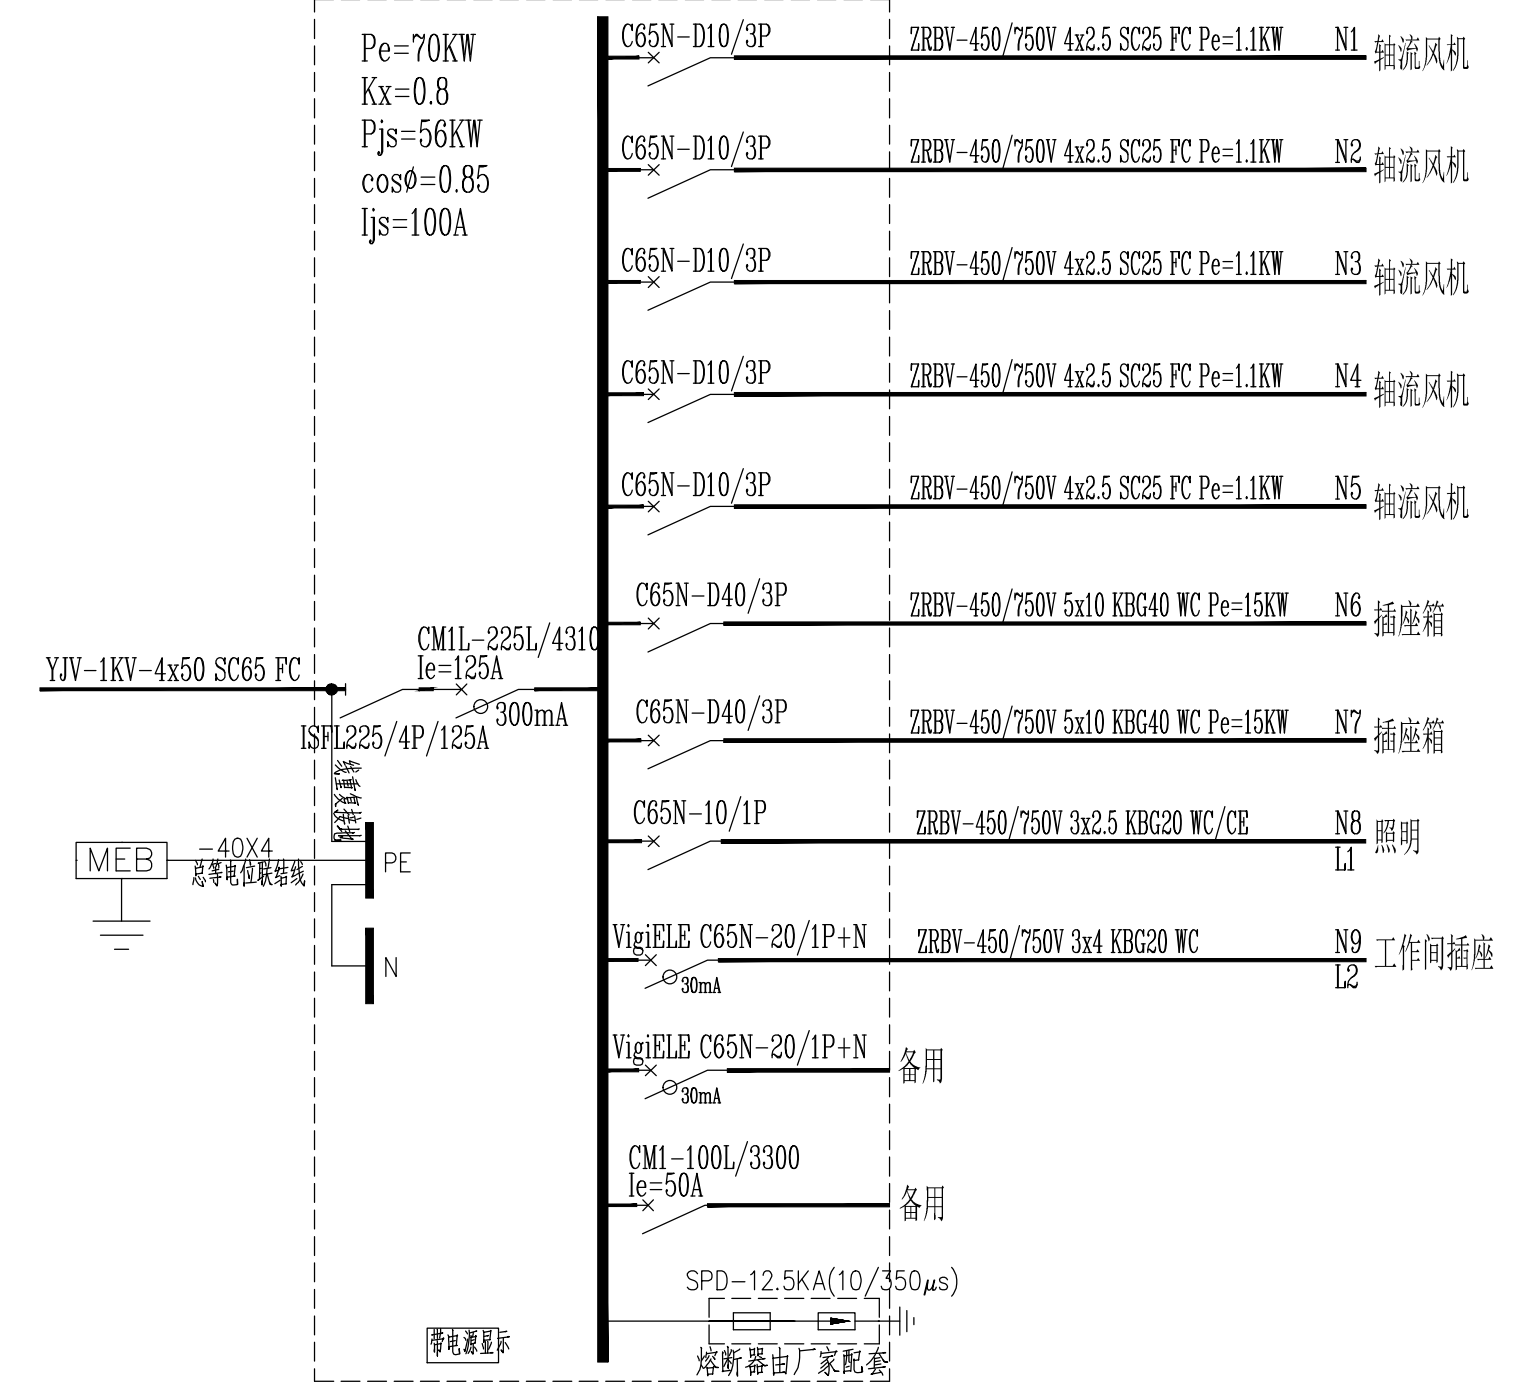 Pe=70KW
Kx=0.8
Pjs=56KW
cosø=0.85
Ijs=100A
C65N-D10/3P ZRBV-450/750V 4x2.5 SC25 FC Pe=1.1KW N1 轴流风机
C65N-D10/3P ZRBV-450/750V 4x2.5 SC25 FC Pe=1.1KW N2 轴流风机
C65N-D10/3P ZRBV-450/750V 4x2.5 SC25 FC Pe=1.1KW N3 轴流风机
C65N-D10/3P ZRBV-450/750V 4x2.5 SC25 FC Pe=1.1KW N4 轴流风机
C65N-D10/3P ZRBV-450/750V 4x2.5 SC25 FC Pe=1.1KW N5 轴流风机
C65N-D40/3P ZRBV-450/750V 5x10 KBG40 WC Pe=15KW N6 插座箱
YJV-1KV-4x50 SC65 FC
CM1L-225L/4310
Ie=125A
300mA
ISFL225/4P/125A
C65N-D40/3P ZRBV-450/750V 5x10 KBG40 WC Pe=15KW N7 插座箱
线重复接地
C65N-10/1P ZRBV-450/750V 3x2.5 KBG20 WC/CE N8 照明
L1
MEB
-40X4
总等电位联结线
PE
N
VigiELE C65N-20/1P+N ZRBV-450/750V 3x4 KBG20 WC N9 工作间插座
30mA
L2
VigiELE C65N-20/1P+N 备用
30mA
CM1-100L/3300
Ie=50A
备用
SPD-12.5KA(10/350μs)
带电源显示
熔断器由厂家配套